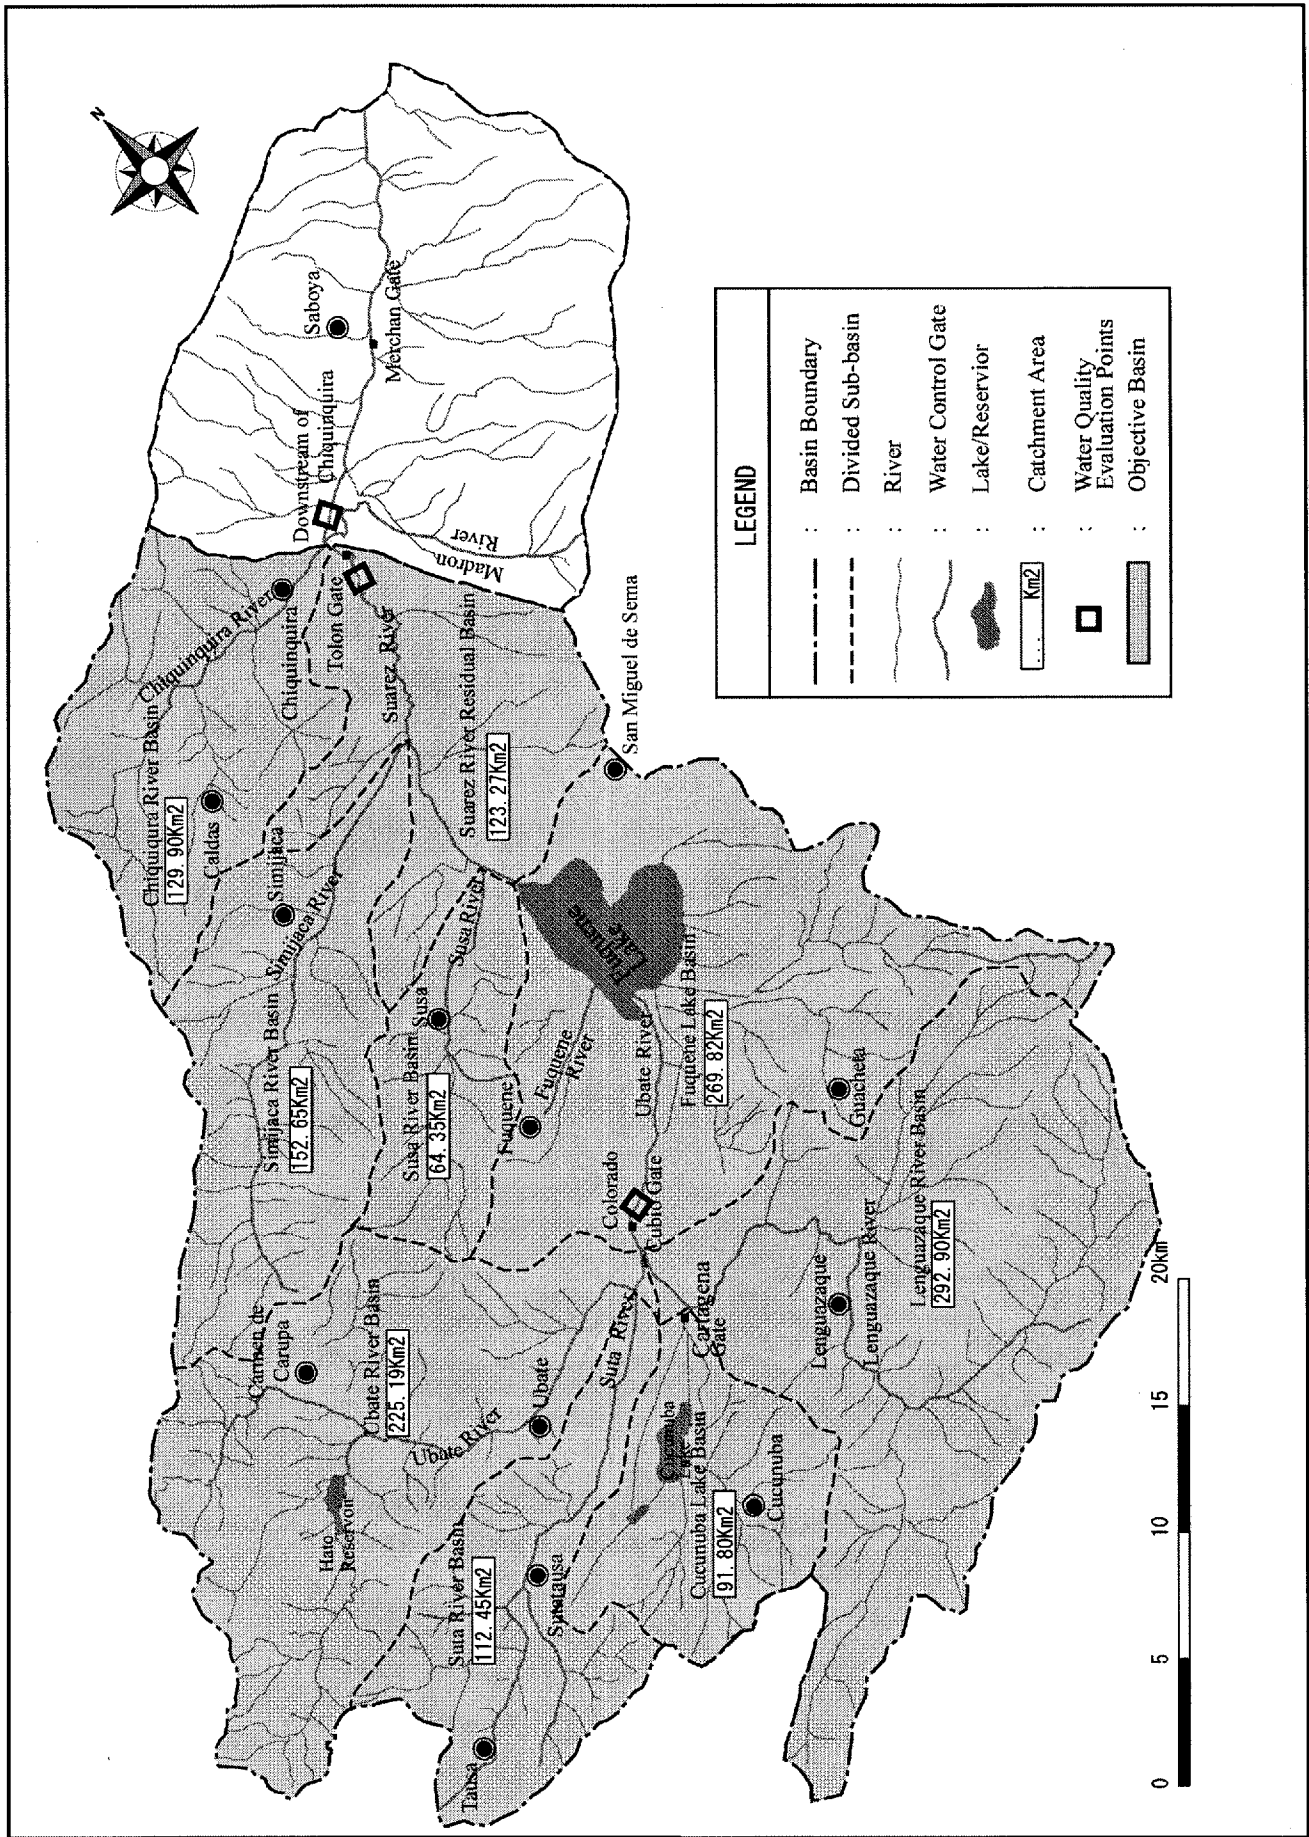 N
Saboya
Merchan Gate
Downstream of
Chiquinquira
Madron
River
Chiquinquira River
Chiquinquira
Tolon Gate
Suarez River
Suarez River Residual Basin
123. 27Km2
San Miguel de Sema
Chiquiqura River Basin
129. 90Km2
Caldas
Simijaca
Simijaca River
Simijaca River Basin
152. 65Km2
Susa River
Susa
Susa River Basin
64. 35Km2
Fuquene
Lake
Fuquene
Fuquene
River
Ubate River
Fuquene Lake Basin
269. 82Km2
Guacheta
Colorado
Cubio Gate
Lenguazaque River Basin
292. 90Km2
Lenguazaque
Lenguazaque River
Cartagena
Gate
Carmen de
Carupa
Ubate River Basin
225. 19Km2
Ubate River
Ubate
Suta River
Hato
Reservoir
Cucunuba
Lake
Cucunuba Lake Basin
91. 80Km2
Cucunuba
Suta River Basin
112. 45Km2
Sutatausa
Tausa
LEGEND
: Basin Boundary
: Divided Sub-basin
: River
: Water Control Gate
: Lake/Reservior
.... Km2 : Catchment Area
: Water Quality
Evaluation Points
: Objective Basin
0 5 10 15 20km